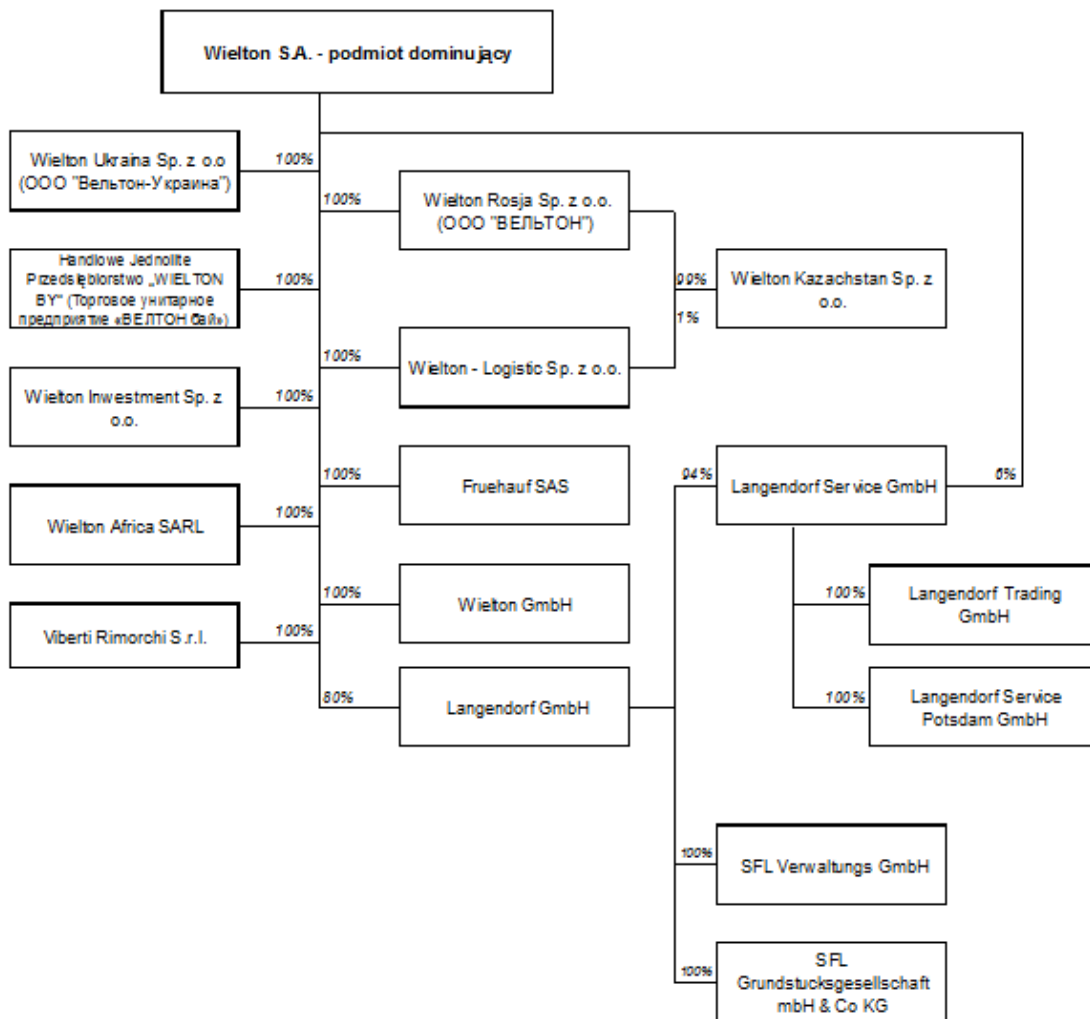 Wielton S.A. - podmiot dominujący
Wielton Ukraina Sp. z o.o
(ООО "Вельтон-Украина")
100%
100%
Wielton Rosja Sp. z o.o.
(ООО "ВЕЛЬТОН")
Handlowe Jednolite
Przedsiębiorstwo „WIELTON
BY" (Торговое унитарное
предприятие «ВЕЛТОН бай»)
100%
99%
1%
Wielton Kazachstan Sp. z
o.o.
100%
Wielton - Logistic Sp. z o.o.
Wielton Inwestment Sp. z
o.o.
100%
100%
Fruehauf SAS
94%
Langendorf Service GmbH
6%
Wielton Africa SARL
100%
100%
Wielton GmbH
100%
Langendorf Trading
GmbH
Viberti Rimorchi S.r.l.
100%
80%
Langendorf GmbH
100%
Langendorf Service
Potsdam GmbH
100%
SFL Verwaltungs GmbH
100%
SFL
Grundstucksgesellschaft
mbH & Co KG